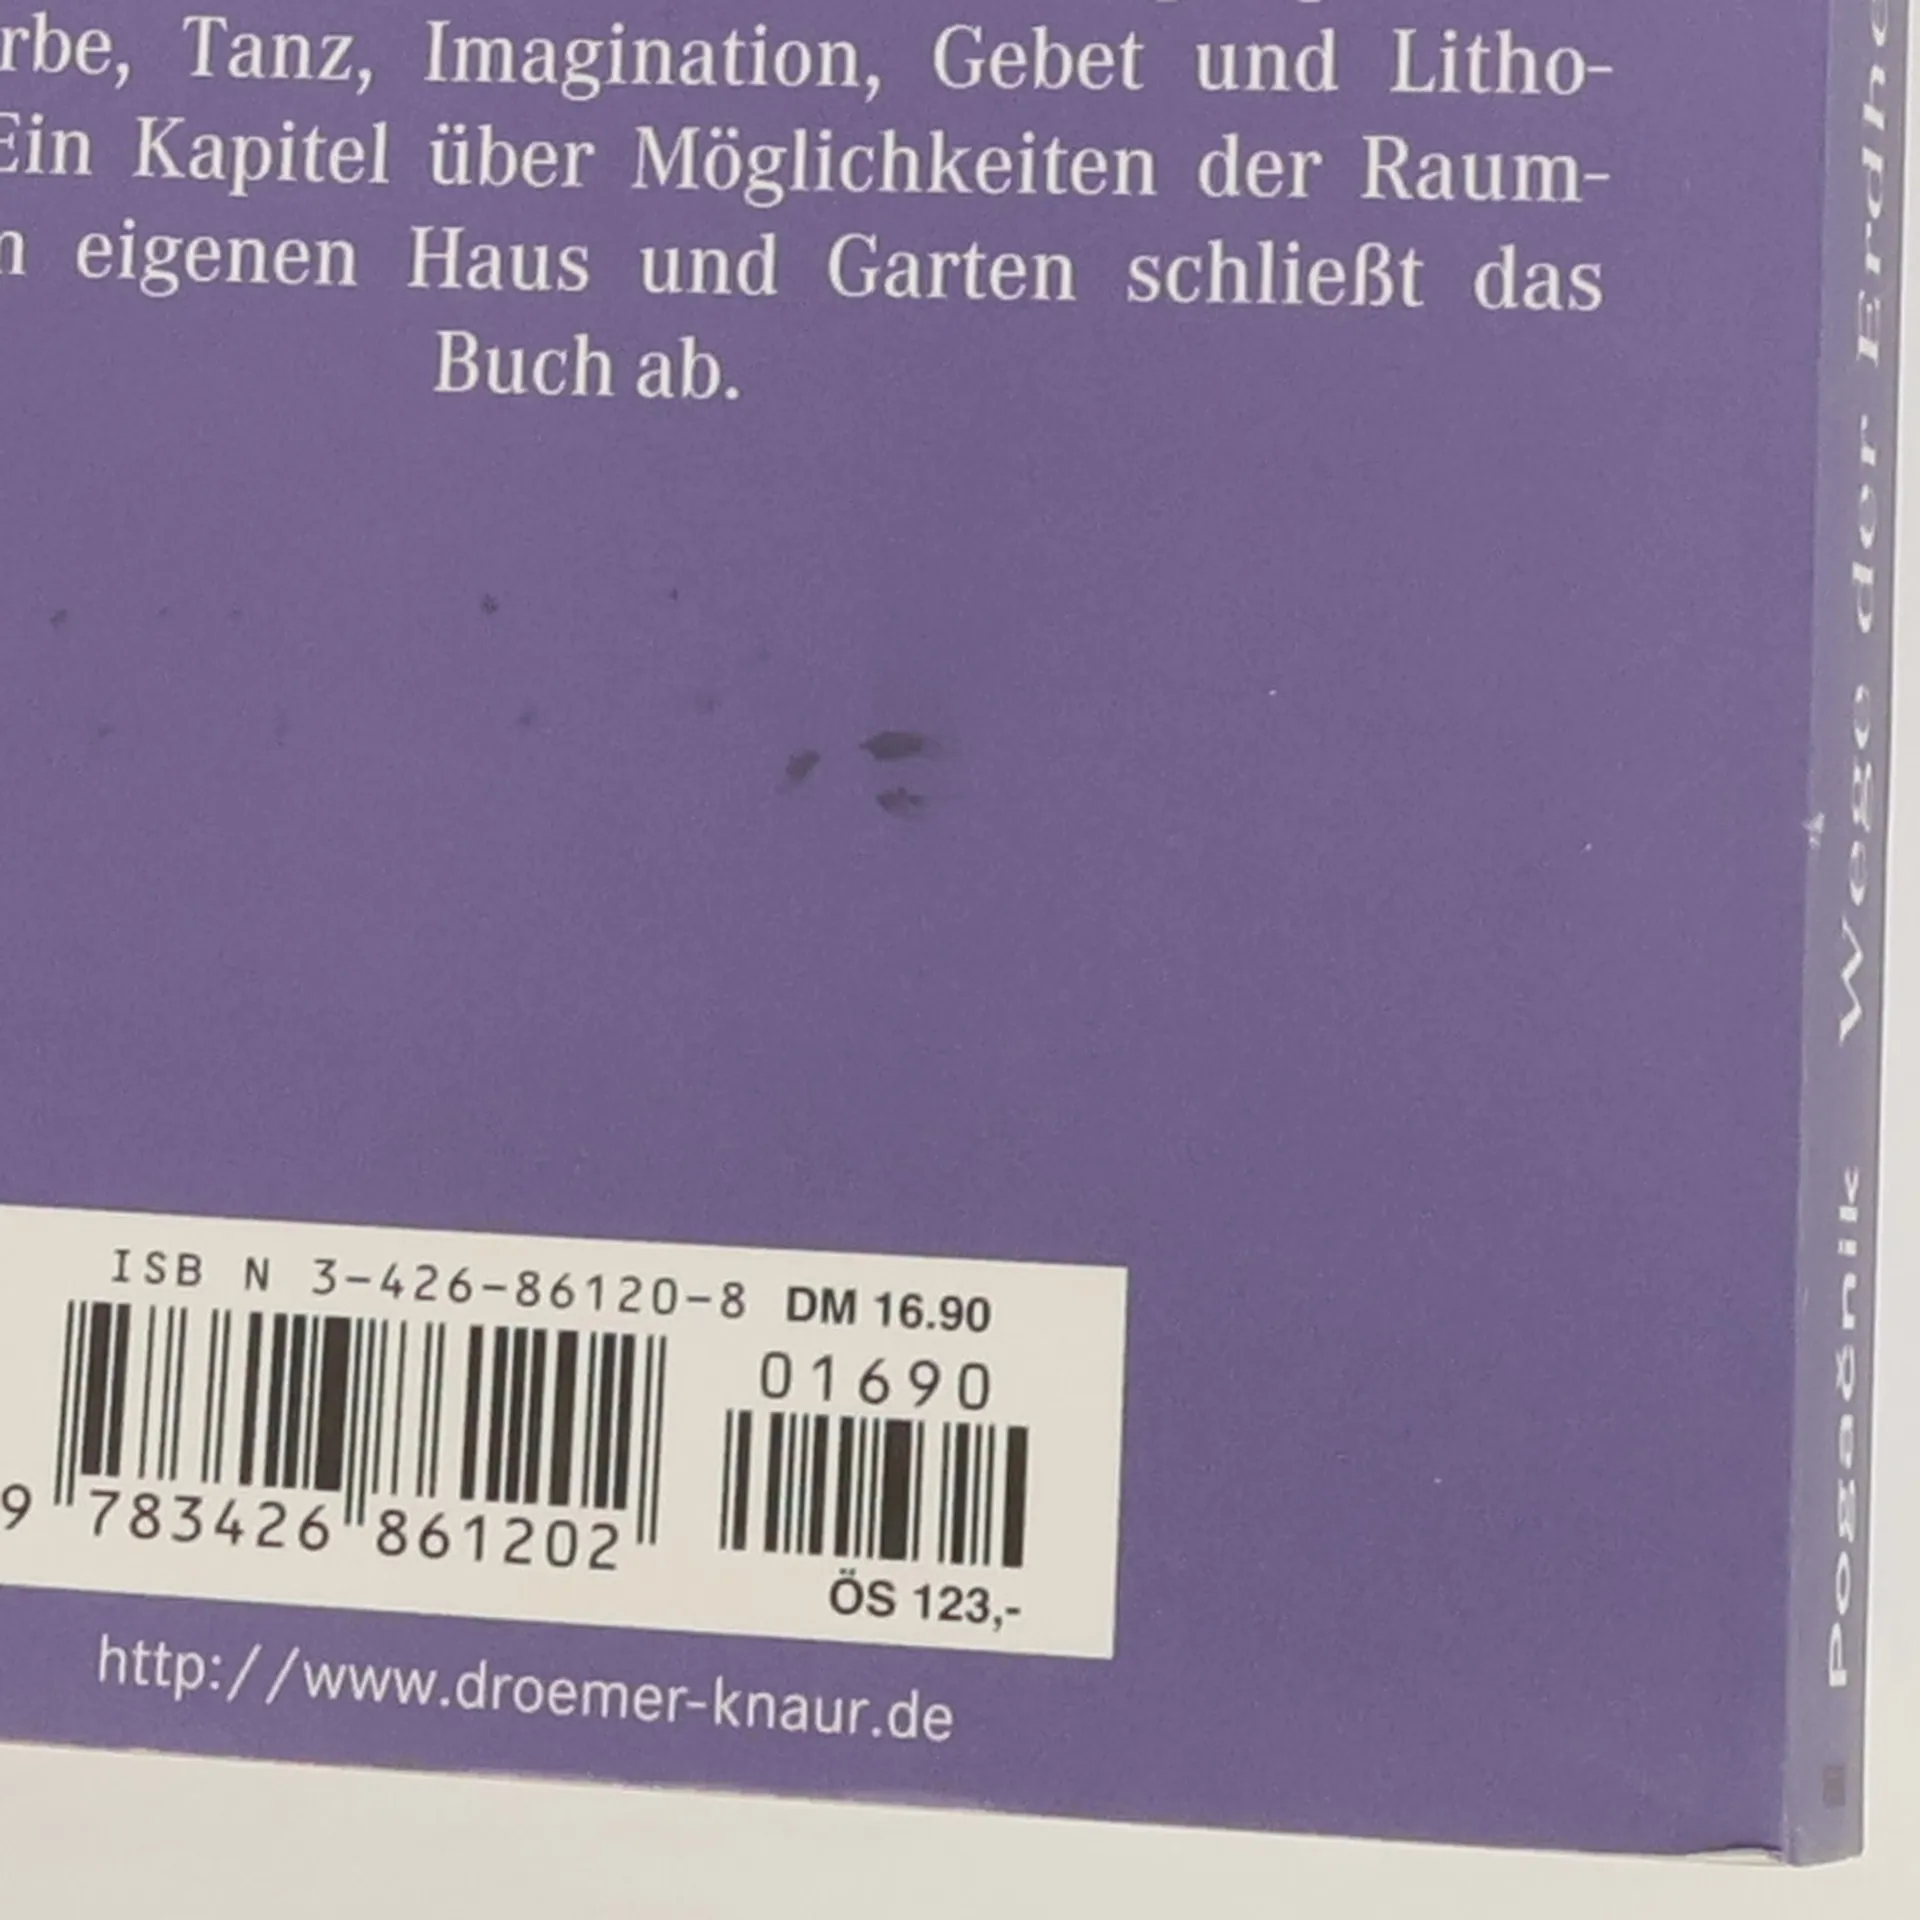 rbe, Tanz, Imagination, Gebet und Litho-
Ein Kapitel über Möglichkeiten der Raum-
eigenen Haus und Garten schließt das
Buch ab.
ISB N 3-426-86120-8 DM 16.90
01690
9 783426 861202
ÖS 123,-
http://www.droemer-knaur.de
Pogačnik Wege der